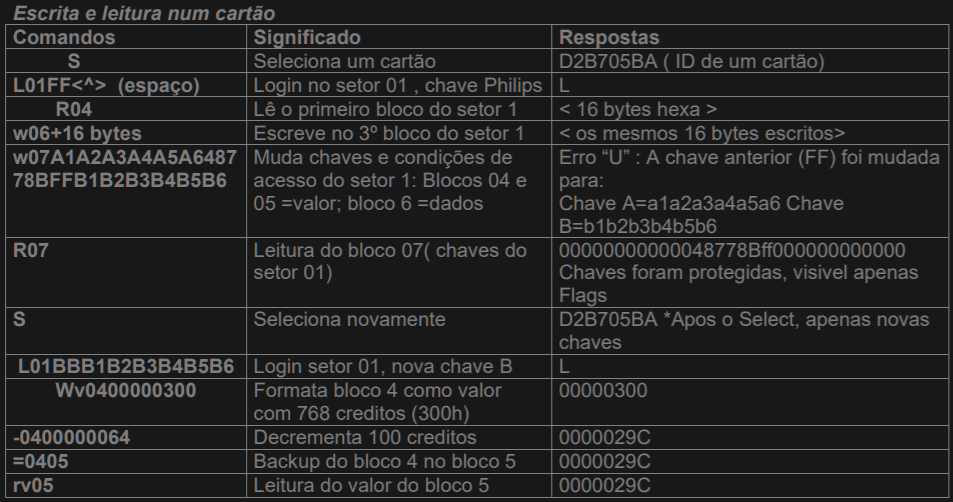 Escrita e leitura num cartão
Comandos Significado Respostas
S Seleciona um cartão D2B705BA ( ID de um cartão)
L01FF<^> (espaço) Login no setor 01 , chave Philips L
R04 Lê o primeiro bloco do setor 1 < 16 bytes hexa >
w06+16 bytes Escreve no 3º bloco do setor 1 < os mesmos 16 bytes escritos>
w07A1A2A3A4A5A6487
78BFFB1B2B3B4B5B6
Muda chaves e condições de
acesso do setor 1: Blocos 04 e
05 =valor; bloco 6 =dados
Erro “U” : A chave anterior (FF) foi mudada
para:
Chave A=a1a2a3a4a5a6 Chave
B=b1b2b3b4b5b6
R07
Leitura do bloco 07( chaves do
setor 01)
00000000000048778Bff000000000000
Chaves foram protegidas, visivel apenas
Flags
S
Seleciona novamente
D2B705BA *Apos o Select, apenas novas
chaves
L01BBB1B2B3B4B5B6 Login setor 01, nova chave B L
Wv0400000300
Formata bloco 4 como valor
com 768 creditos (300h)
00000300
-0400000064 Decrementa 100 creditos 0000029C
=0405 Backup do bloco 4 no bloco 5 0000029C
rv05 Leitura do valor do bloco 5 0000029C